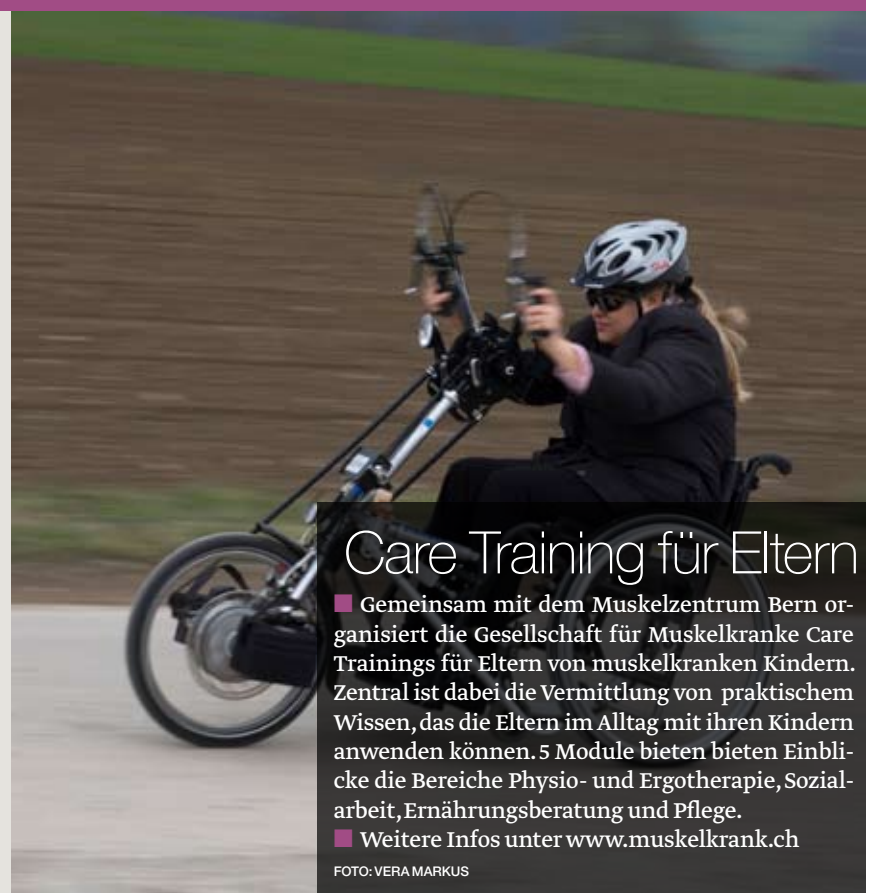 Care Training für Eltern
■ Gemeinsam mit dem Muskelzentrum Bern or-
ganisiert die Gesellschaft für Muskelkranke Care
Trainings für Eltern von muskelkranken Kindern.
Zentral ist dabei die Vermittlung von praktischem
Wissen, das die Eltern im Alltag mit ihren Kindern
anwenden können. 5 Module bieten bieten Einbli-
cke die Bereiche Physio- und Ergotherapie, Sozial-
arbeit, Ernährungsberatung und Pflege.
■ Weitere Infos unter www.muskelkrank.ch
FOTO: VERA MARKUS